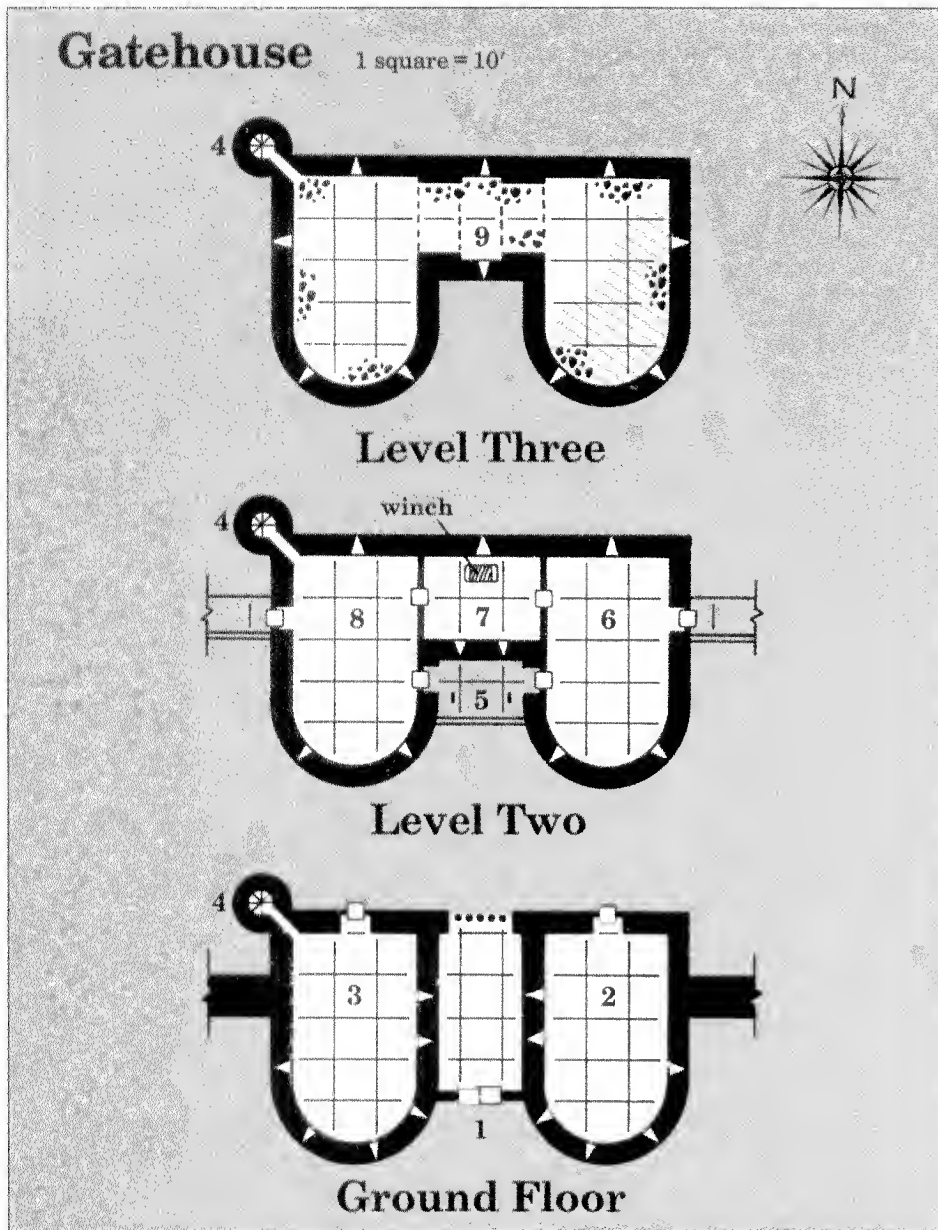 Gatehouse 1 square = 10'
N
4
9
Level Three
winch
4
8 7 6
5
Level Two
4
3 2
1
Ground Floor